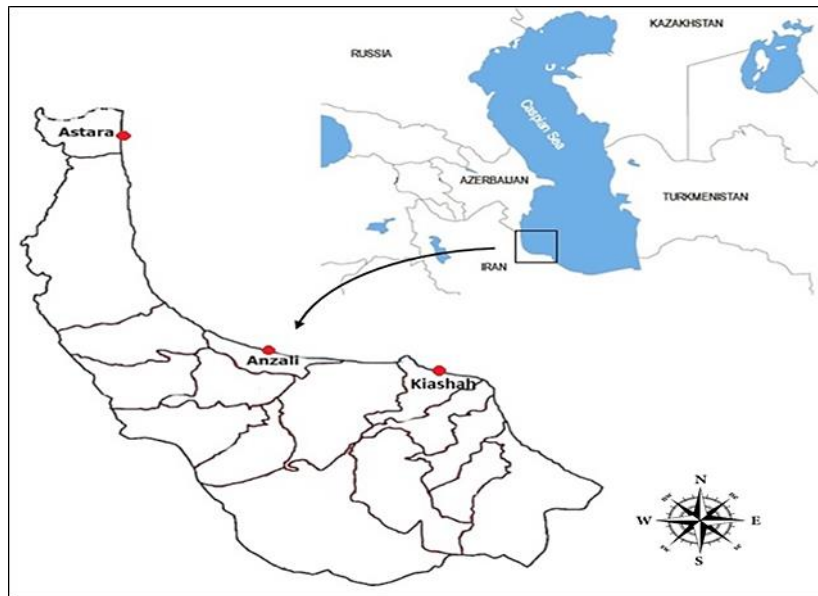 KAZAKHSTAN
RUSSIA
Caspian Sea
Astara
AZERBAIJAN
TURKMENISTAN
IRAN
Anzali
Kiashah
N
W
E
S